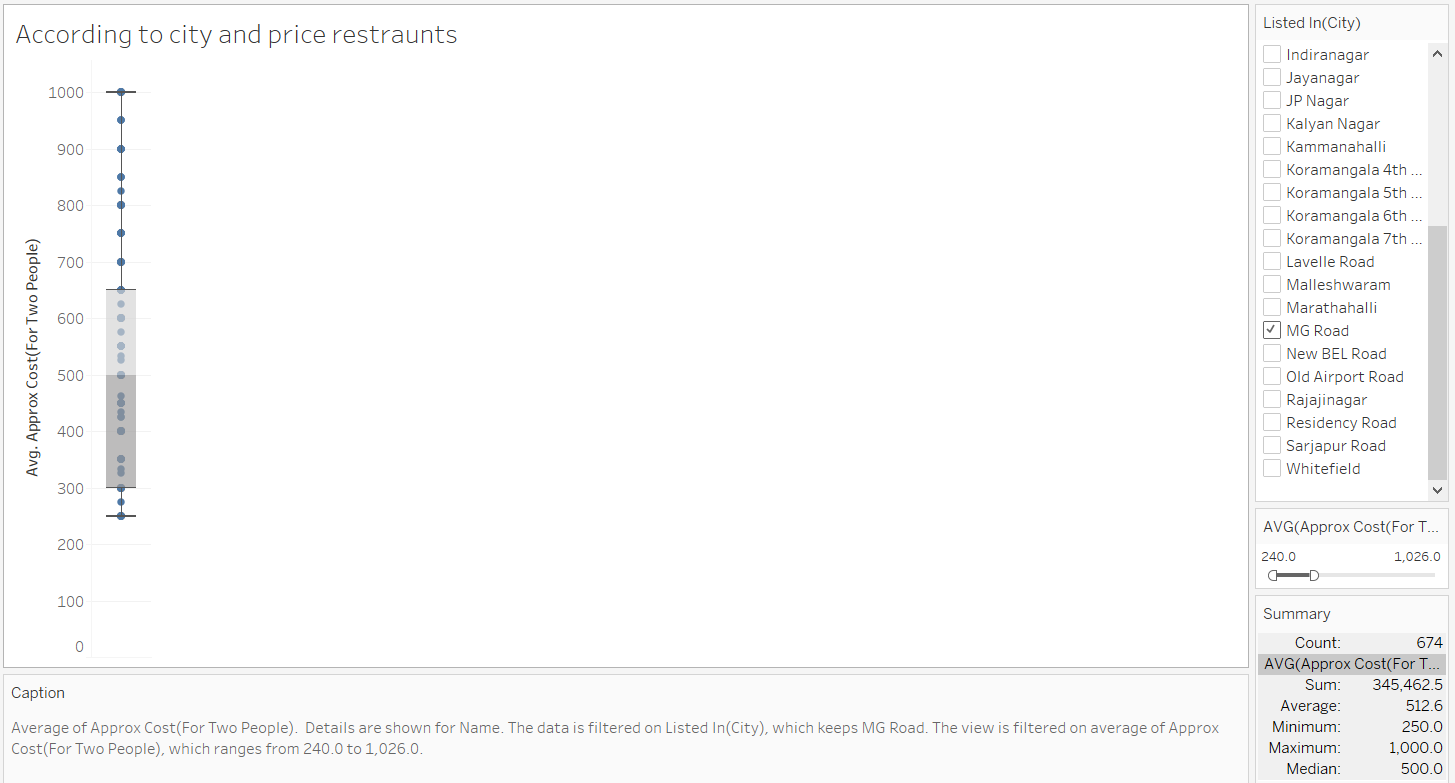 According to city and price restraunts
1000
900
800
700
600
500
400
300
200
100
0
Avg. Approx Cost(For Two People)
Caption
Average of Approx Cost(For Two People).  Details are shown for Name. The data is filtered on Listed In(City), which keeps MG Road. The view is filtered on average of Approx
Cost(For Two People), which ranges from 240.0 to 1,026.0.
Listed In(City)
Indiranagar
Jayanagar
JP Nagar
Kalyan Nagar
Kammanahalli
Koramangala 4th ...
Koramangala 5th ...
Koramangala 6th ...
Koramangala 7th ...
Lavelle Road
Malleshwaram
Marathahalli
MG Road
New BEL Road
Old Airport Road
Rajajinagar
Residency Road
Sarjapur Road
Whitefield
AVG(Approx Cost(For T...
240.0 1,026.0
Summary
Count: 674
AVG(Approx Cost(For T...
Sum: 345,462.5
Average: 512.6
Minimum: 250.0
Maximum: 1,000.0
Median: 500.0